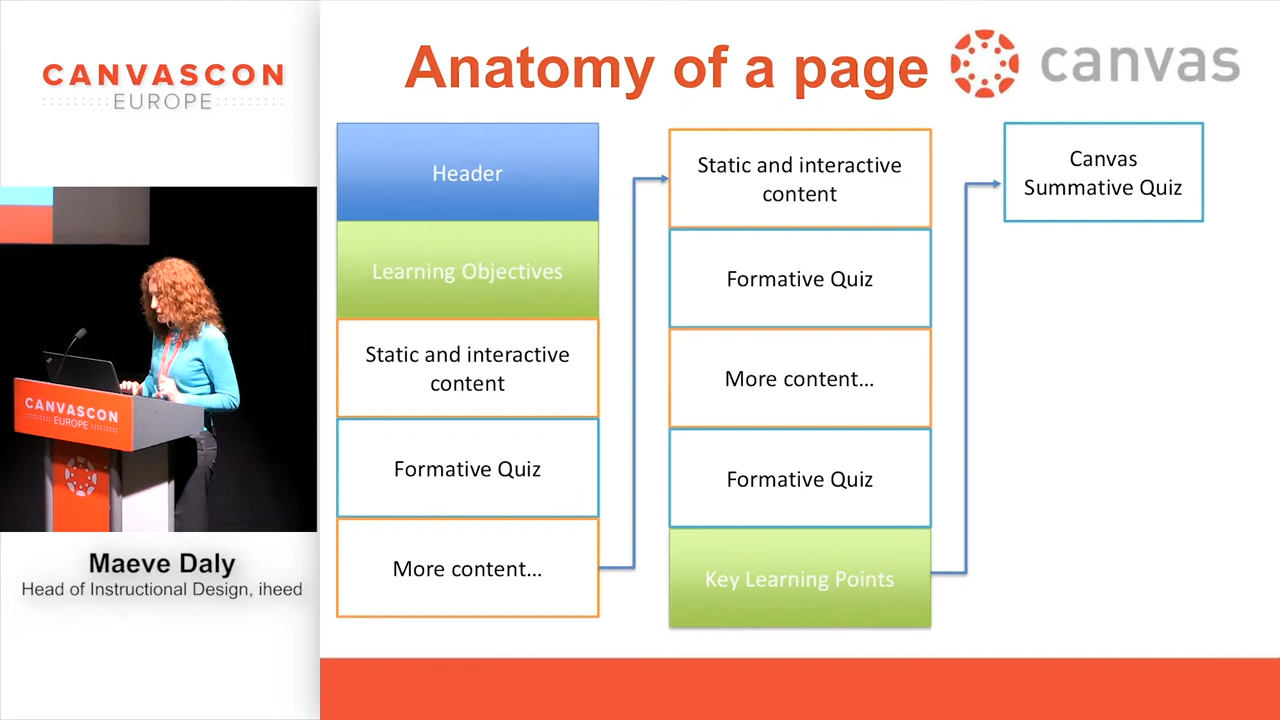 CANVASCON
EUROPE
CANVASCON
EUROPE
Maeve Daly
Head of Instructional Design, iheed
Anatomy of a page
canvas
Header
Learning Objectives
Static and interactive
content
Formative Quiz
More content...
Static and interactive
content
Formative Quiz
More content...
Formative Quiz
Key Learning Points
Canvas
Summative Quiz